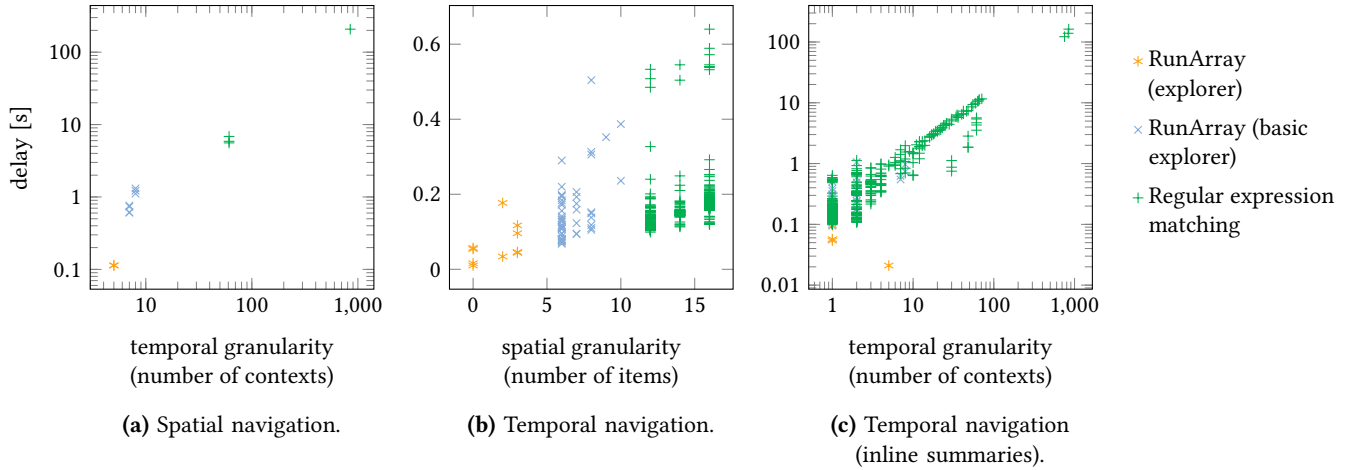 delay [s]
100
10
1
0.1
10
100
1,000
temporal granularity
(number of contexts)
(a) Spatial navigation.
0.6
0.4
0.2
0
0
5
10
15
spatial granularity
(number of items)
(b) Temporal navigation.
100
10
1
0.1
0.01
1
10
100
1,000
temporal granularity
(number of contexts)
(c) Temporal navigation
(inline summaries).
RunArray
(explorer)
RunArray (basic
explorer)
Regular expression
matching